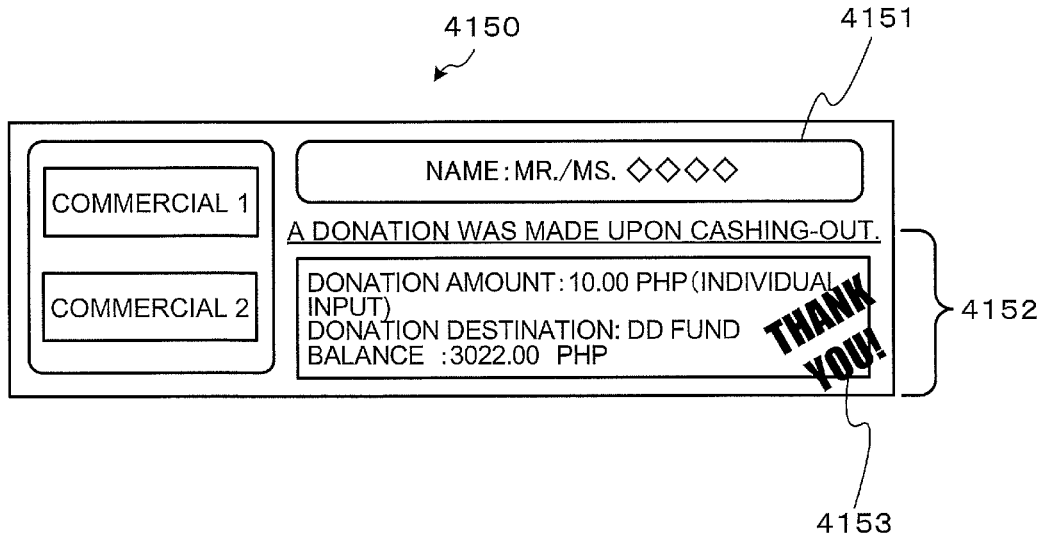 4150
4151
NAME:MR./MS. ◇◇◇◇
COMMERCIAL 1
A DONATION WAS MADE UPON CASHING-OUT.
DONATION AMOUNT:10.00 PHP(INDIVIDUAL
INPUT)
DONATION DESTINATION: DD FUND
BALANCE :3022.00 PHP
COMMERCIAL 2
THANK
YOU!
4152
4153